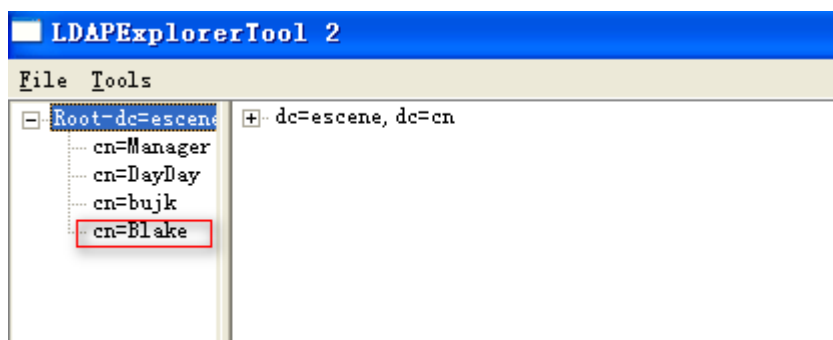 LDAPExplorerTool 2
File Tools
Root-dc=escene
cn=Manager
cn=DayDay
cn=bujk
cn=Blake
dc=escene, dc=cn